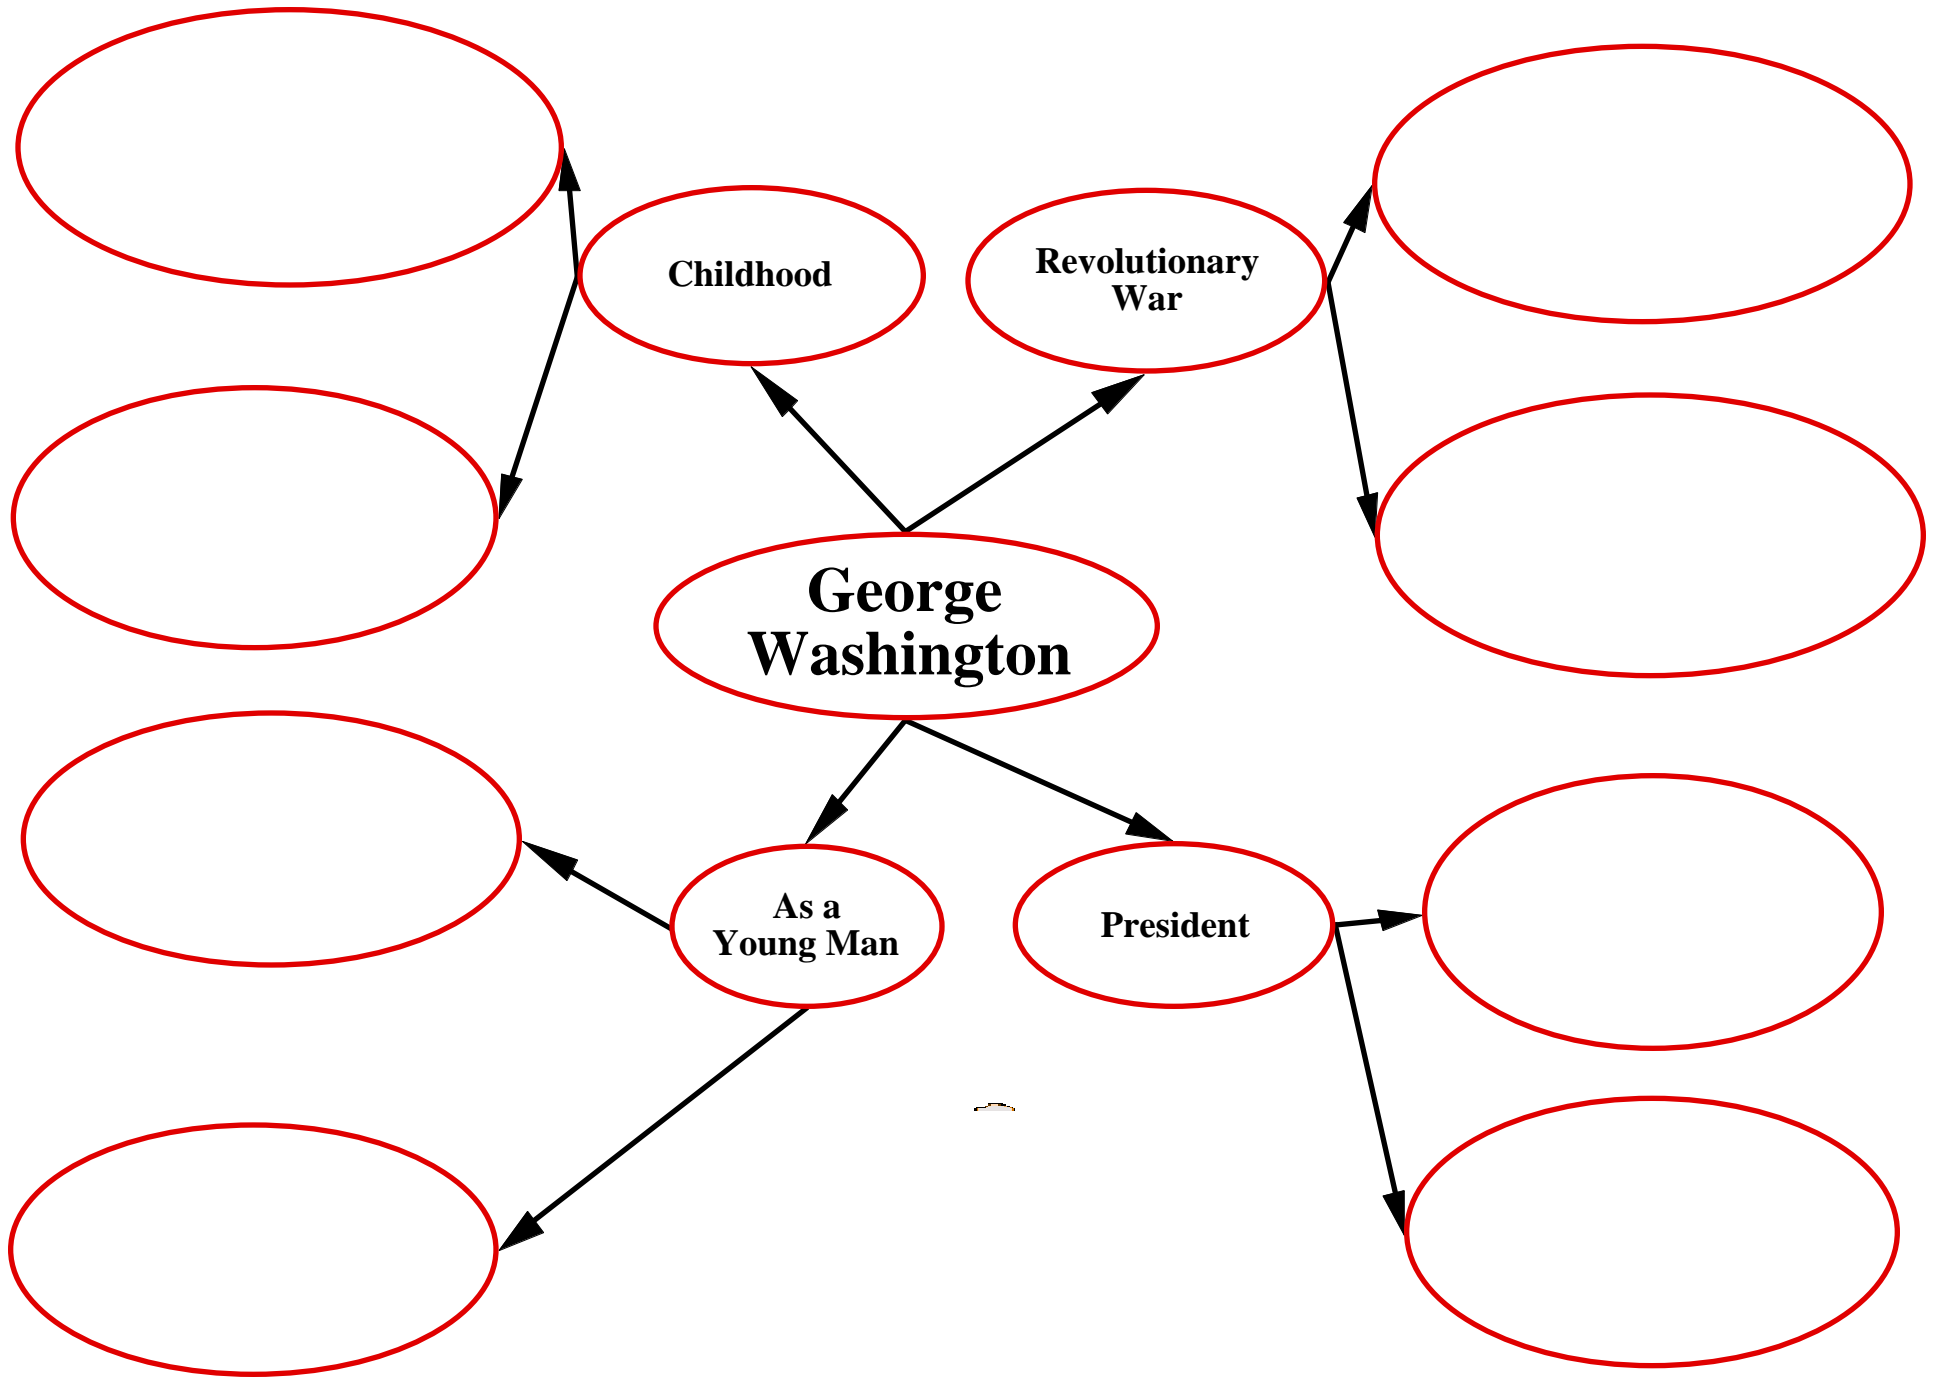 Childhood
Revolutionary
War
George
Washington
As a
Young Man
President